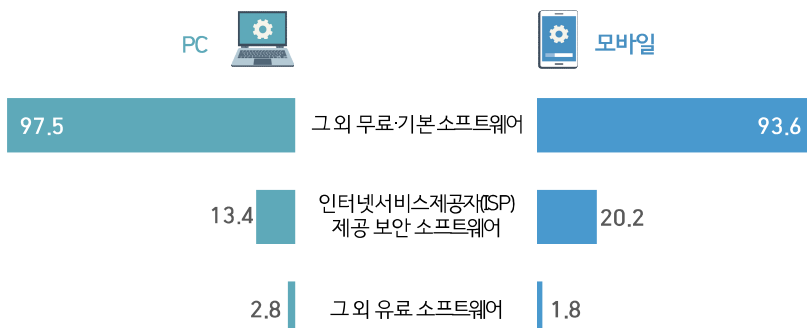 PC
모바일
97.5
그 외 무료·기본 소프트웨어
93.6
13.4
인터넷서비스제공자(ISP)
제공 보안 소프트웨어
20.2
2.8
그 외 유료 소프트웨어
1.8